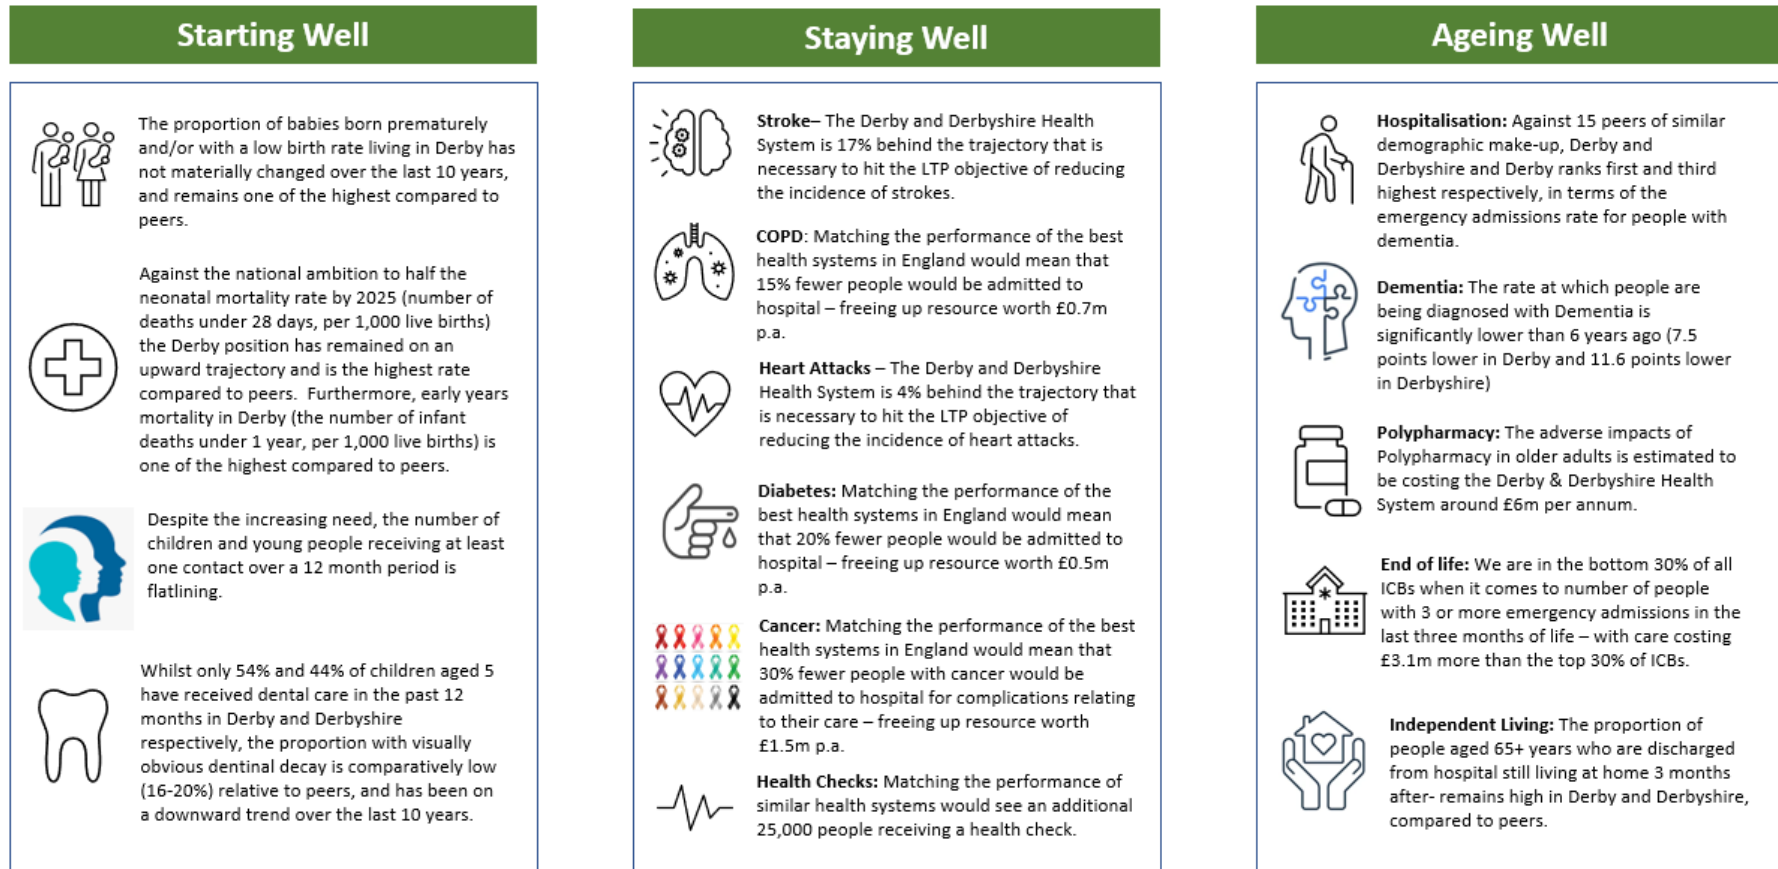 Starting Well
The proportion of babies born prematurely
and/or with a low birth rate living in Derby has
not materially changed over the last 10 years,
and remains one of the highest compared to
peers.
Against the national ambition to half the
neonatal mortality rate by 2025 (number of
deaths under 28 days, per 1,000 live births)
the Derby position has remained on an
upward trajectory and is the highest rate
compared to peers. Furthermore, early years
mortality in Derby (the number of infant
deaths under 1 year, per 1,000 live births) is
one of the highest compared to peers.
Despite the increasing need, the number of
children and young people receiving at least
one contact over a 12 month period is
flatlining.
Whilst only 54% and 44% of children aged 5
have received dental care in the past 12
months in Derby and Derbyshire
respectively, the proportion with visually
obvious dentinal decay is comparatively low
(16-20%) relative to peers, and has been on
a downward trend over the last 10 years.
Staying Well
Stroke– The Derby and Derbyshire Health
System is 17% behind the trajectory that is
necessary to hit the LTP objective of reducing
the incidence of strokes.
COPD: Matching the performance of the best
health systems in England would mean that
15% fewer people would be admitted to
hospital – freeing up resource worth £0.7m
p.a.
Heart Attacks – The Derby and Derbyshire
Health System is 4% behind the trajectory that
is necessary to hit the LTP objective of
reducing the incidence of heart attacks.
Diabetes: Matching the performance of the
best health systems in England would mean
that 20% fewer people would be admitted to
hospital – freeing up resource worth £0.5m
p.a.
Cancer: Matching the performance of the best
health systems in England would mean that
30% fewer people with cancer would be
admitted to hospital for complications relating
to their care – freeing up resource worth
£1.5m p.a.
Health Checks: Matching the performance of
similar health systems would see an additional
25,000 people receiving a health check.
Ageing Well
Hospitalisation: Against 15 peers of similar
demographic make-up, Derby and
Derbyshire and Derby ranks first and third
highest respectively, in terms of the
emergency admissions rate for people with
dementia.
Dementia: The rate at which people are
being diagnosed with Dementia is
significantly lower than 6 years ago (7.5
points lower in Derby and 11.6 points lower
in Derbyshire)
Polypharmacy: The adverse impacts of
Polypharmacy in older adults is estimated to
be costing the Derby & Derbyshire Health
System around £6m per annum.
End of life: We are in the bottom 30% of all
ICBs when it comes to number of people
with 3 or more emergency admissions in the
last three months of life – with care costing
£3.1m more than the top 30% of ICBs.
Independent Living: The proportion of
people aged 65+ years who are discharged
from hospital still living at home 3 months
after- remains high in Derby and Derbyshire,
compared to peers.